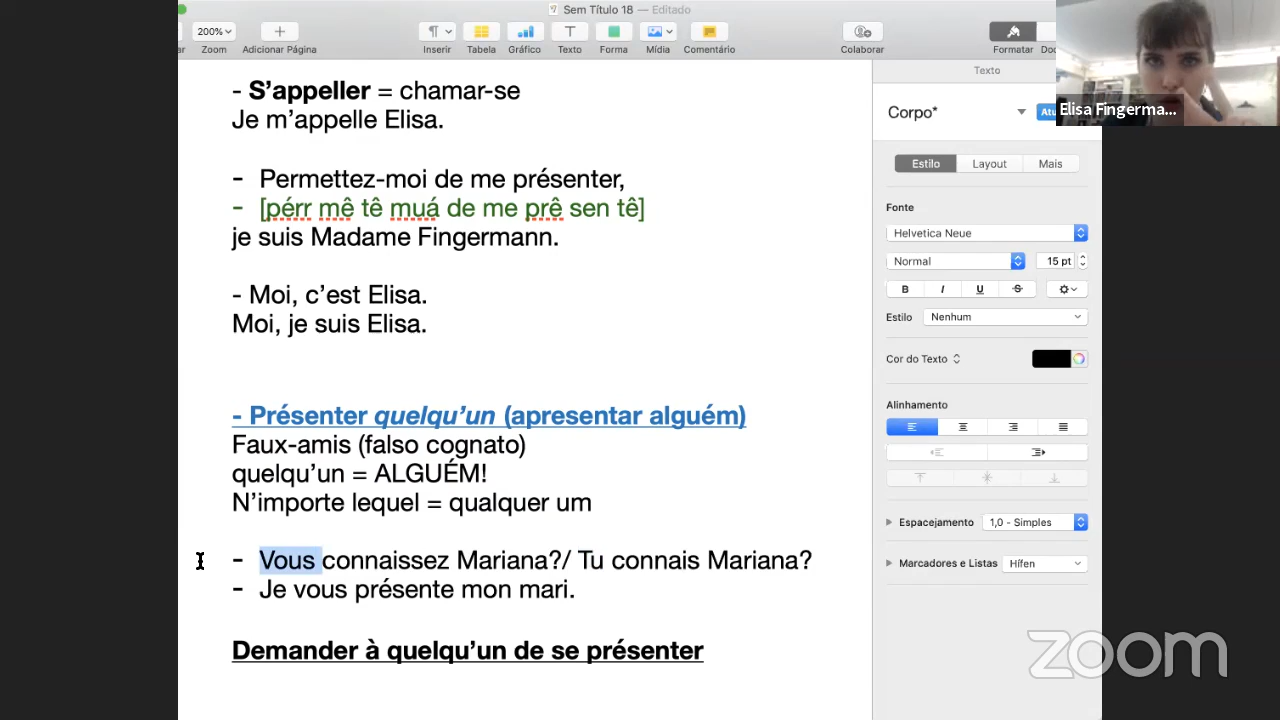 Sem Título 18 — Editado
200%
Zoom
Adicionar Página
Inserir
Tabela
Gráfico
Texto
Forma
Mídia
Comentário
Colaborar
Formatar
- S’appeller = chamar-se
Je m’appelle Elisa.
- Permettez-moi de me présenter,
- [pérr mê tê muá de me prê sen tê]
je suis Madame Fingermann.
- Moi, c’est Elisa.
Moi, je suis Elisa.
- Présenter quelqu’un (apresentar alguém)
Faux-amis (falso cognato)
quelqu’un = ALGUÉM!
N’importe lequel = qualquer um
- Vous connaissez Mariana?/ Tu connais Mariana?
- Je vous présente mon mari.
Demander à quelqu’un de se présenter
Texto
Corpo*
Estilo Layout Mais
Fonte
Helvetica Neue
Normal 15 pt
B I U S
Estilo Nenhum
Cor do Texto
Alinhamento
Espaçejamento 1,0 - Simples
Marcadores e Listas Hífen
Elisa Fingerma...
zoom